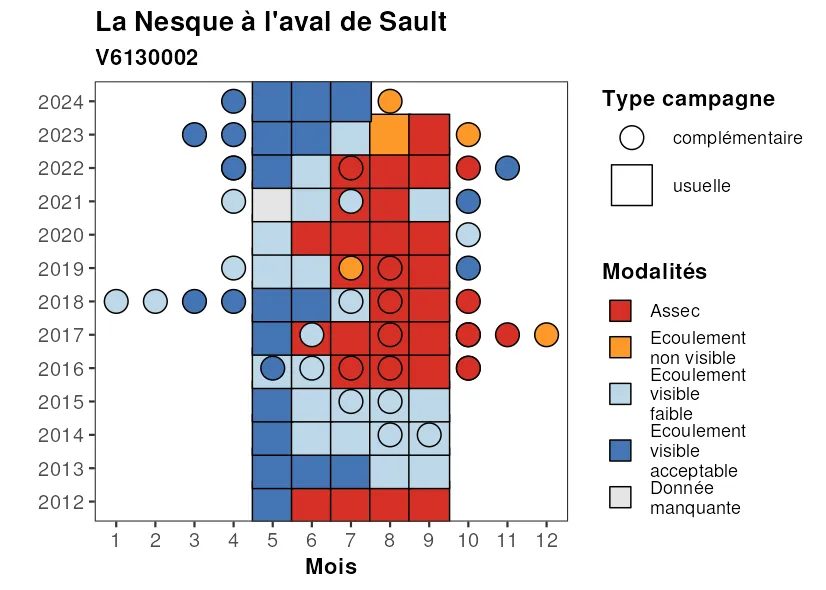 La Nesque à l'aval de Sault
V6130002
2024
2023
2022
2021
2020
2019
2018
2017
2016
2015
2014
2013
2012
1 2 3 4 5 6 7 8 9 10 11 12
Mois
Type campagne
complémentaire
usuelle
Modalités
Assec
Ecoulement
non visible
Ecoulement
visible
faible
Ecoulement
visible
acceptable
Donnée
manquante